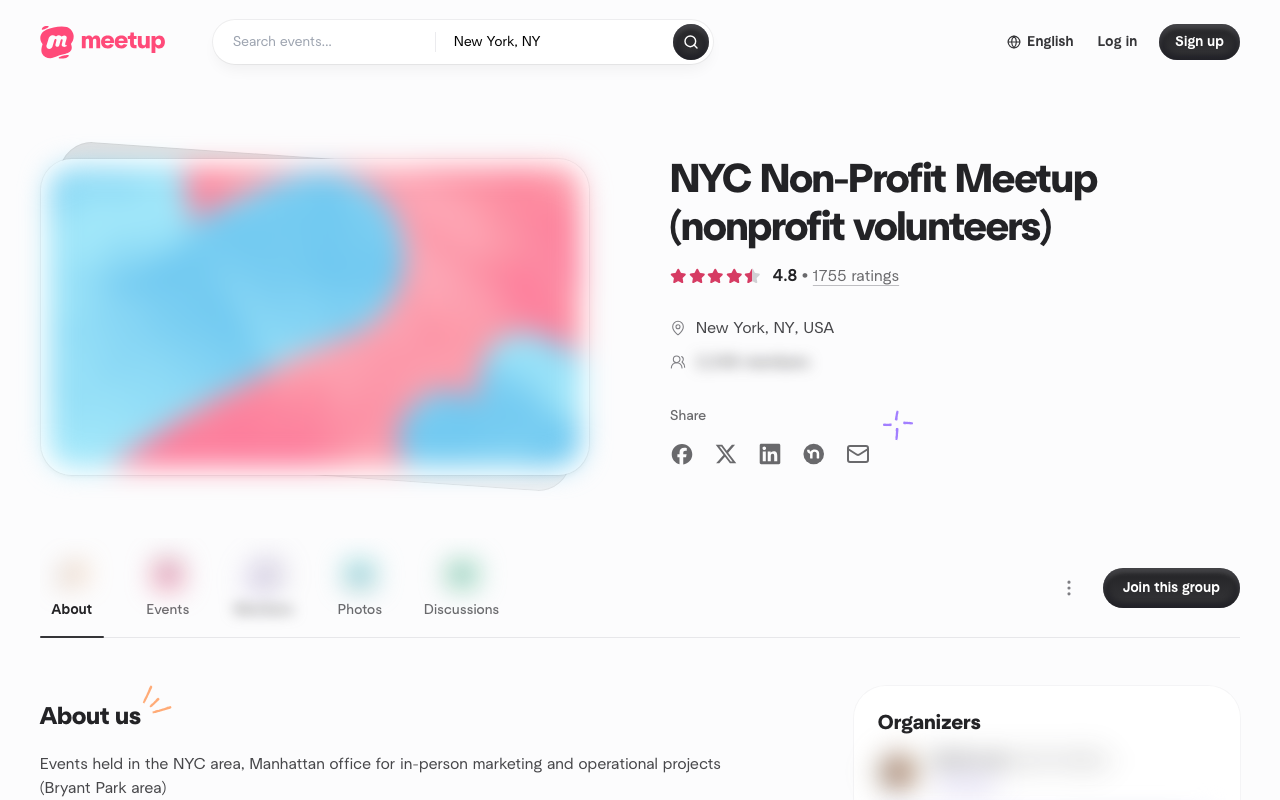 meetup
Search events...
New York, NY
English
Log in
Sign up
NYC Non-Profit Meetup
(nonprofit volunteers)
4.8 • 1755 ratings
New York, NY, USA
Share
About
Events
Photos
Discussions
Join this group
About us
Events held in the NYC area, Manhattan office for in-person marketing and operational projects
(Bryant Park area)
Organizers